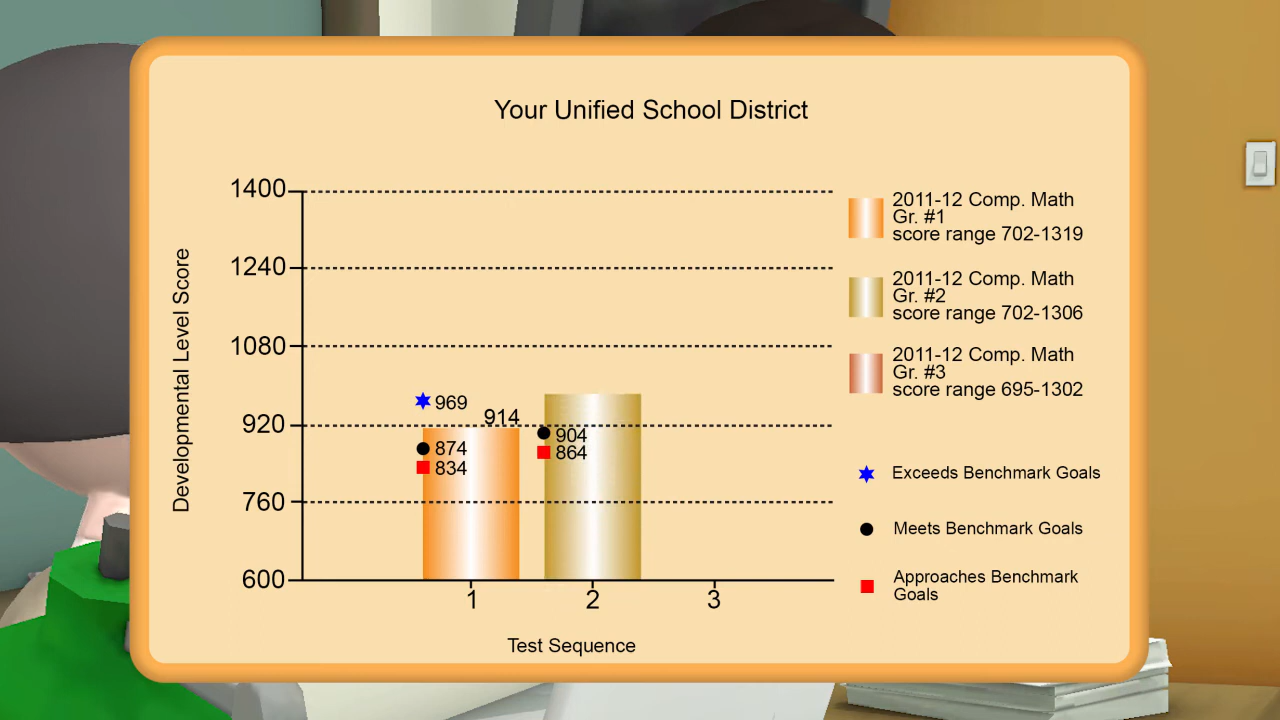 Your Unified School District
1400
1240
1080
920
760
600
Developmental Level Score
969
914
874
834
904
864
1
2
3
Test Sequence
2011-12 Comp. Math
Gr. #1
score range 702-1319
2011-12 Comp. Math
Gr. #2
score range 702-1306
2011-12 Comp. Math
Gr. #3
score range 695-1302
Exceeds Benchmark Goals
Meets Benchmark Goals
Approaches Benchmark
Goals